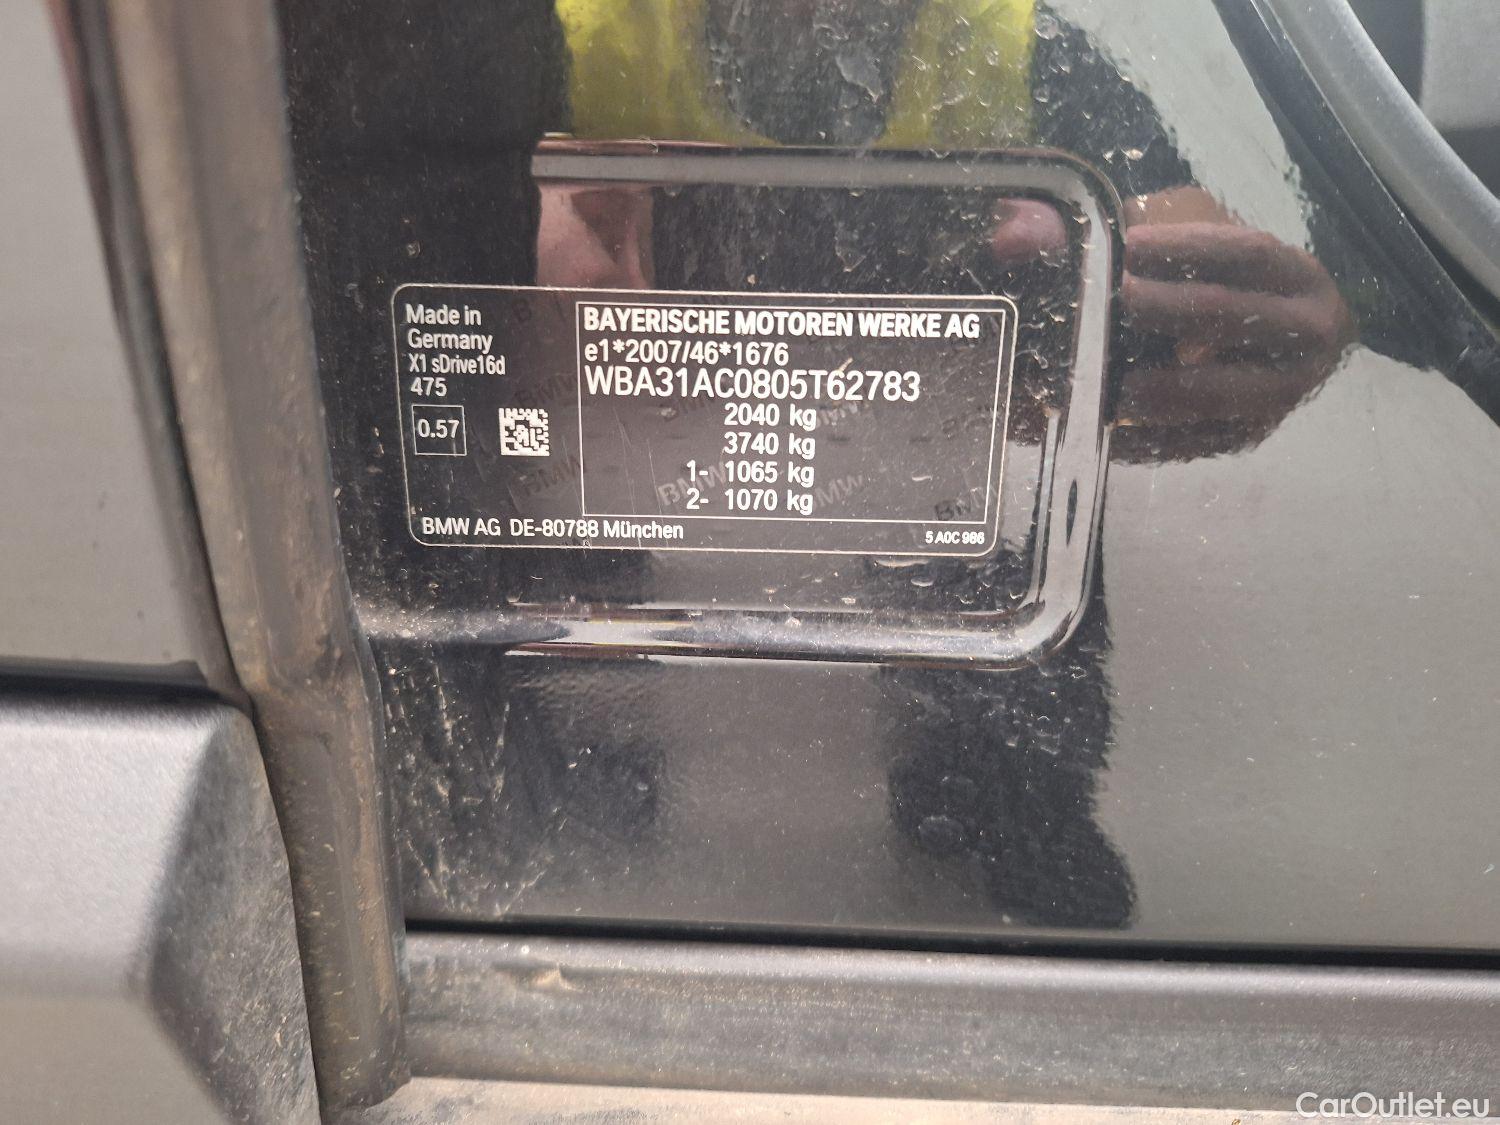 Made in
Germany
X1 sDrive16d
475
0.57
BAYERISCHE MOTOREN WERKE AG
e1*2007/46*1676
WBA31AC0805T62783
2040 kg
3740 kg
1- 1065 kg
2- 1070 kg
BMW AG DE-80788 München
5 A0C 986
CarOutlet.eu